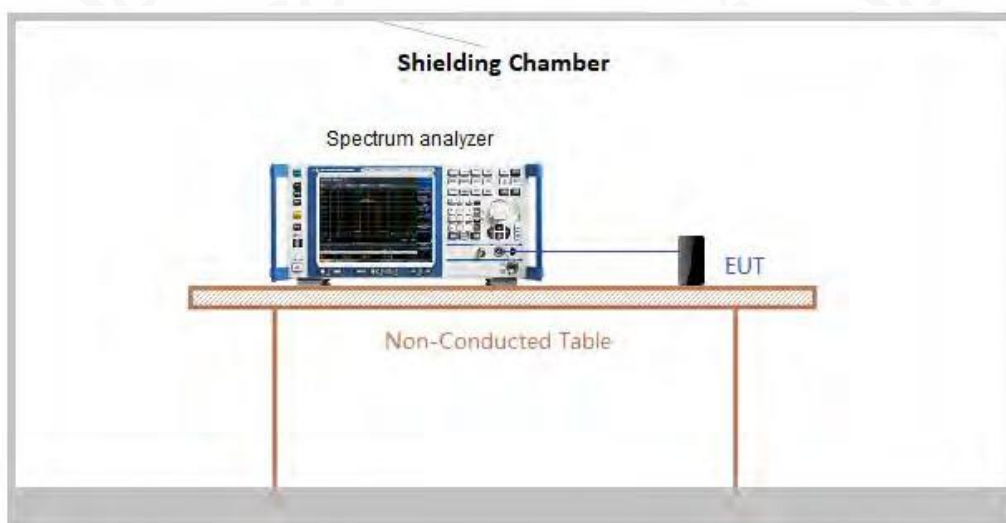 Shielding Chamber
Spectrum analyzer
EUT
Non-Conducted Table